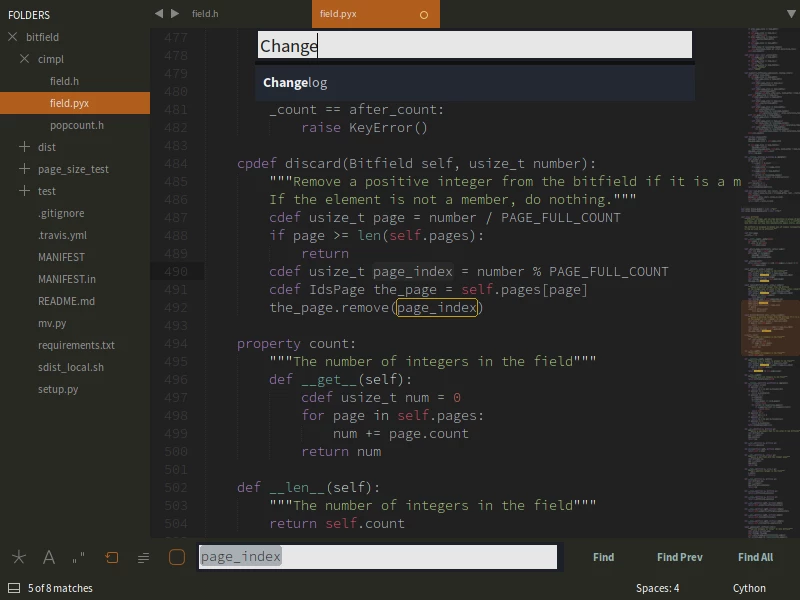 FOLDERS
bitfield
cimpl
field.h
field.pyx
popcount.h
dist
page_size_test
test
.gitignore
.travis.yml
MANIFEST
MANIFEST.in
README.md
mv.py
requirements.txt
sdist_local.sh
setup.py
field.h
field.pyx
Change
Changelog
477
478
479
480
481 _count == after_count:
482 raise KeyError()
483
484 cpdef discard(Bitfield self, usize_t number):
485 """Remove a positive integer from the bitfield if it is a m
486 If the element is not a member, do nothing."""
487 cdef usize_t page = number / PAGE_FULL_COUNT
488 if page >= len(self.pages):
489 return
490 cdef usize_t page_index = number % PAGE_FULL_COUNT
491 cdef IdsPage the_page = self.pages[page]
492 the_page.remove(page_index)
493
494 property count:
495 """The number of integers in the field"""
496 def __get__(self):
497 cdef usize_t num = 0
498 for page in self.pages:
499 num += page.count
500 return num
501
502 def __len__(self):
503 """The number of integers in the field"""
504 return self.count
page_index
Find
Find Prev
Find All
5 of 8 matches
Spaces: 4
Cython